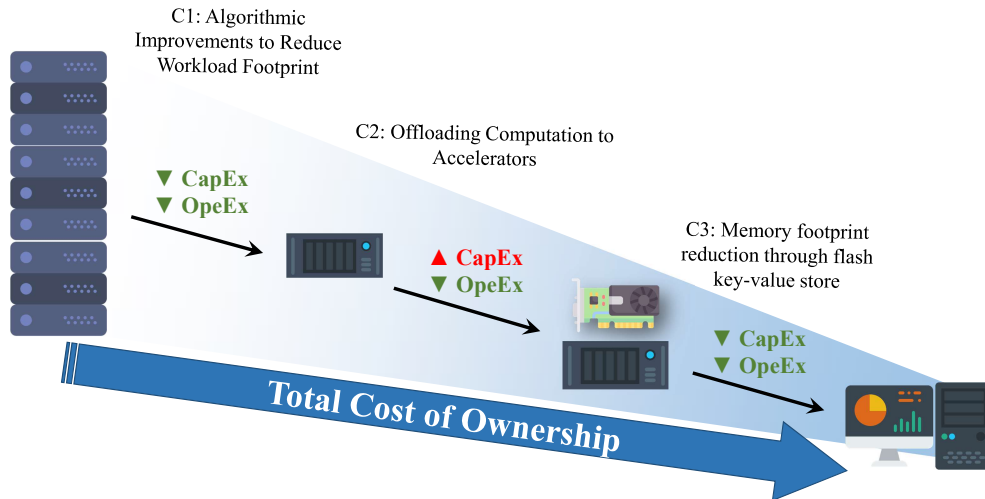 C1: Algorithmic
Improvements to Reduce
Workload Footprint
C2: Offloading Computation to
Accelerators
▼ CapEx
▼ OpeEx
C3: Memory footprint
reduction through flash
key-value store
▲ CapEx
▼ OpeEx
▼ CapEx
▼ OpeEx
Total Cost of Ownership